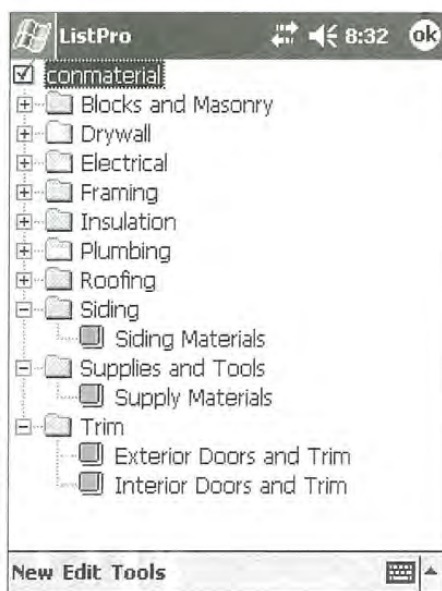 ListPro 8:32 ok
conmaterial
Blocks and Masonry
Drywall
Electrical
Framing
Insulation
Plumbing
Roofing
Siding
Siding Materials
Supplies and Tools
Supply Materials
Trim
Exterior Doors and Trim
Interior Doors and Trim
New Edit Tools